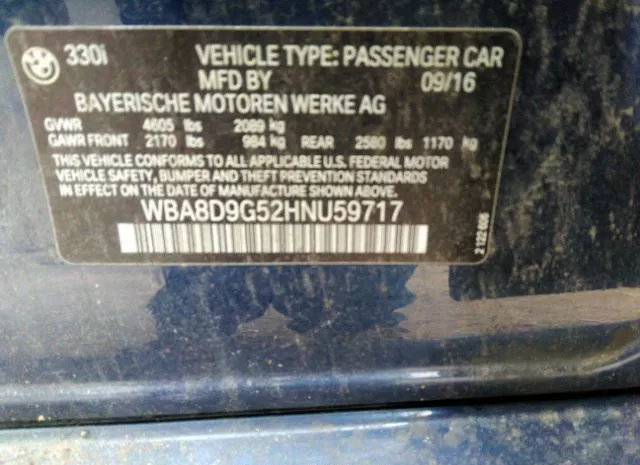 330i VEHICLE TYPE: PASSENGER CAR
MFD BY 09/16
BAYERISCHE MOTOREN WERKE AG
GVWR 4605 lbs 2089 kg
GAWR FRONT 2170 lbs 984 kg REAR 2580 lbs 1170 kg
THIS VEHICLE CONFORMS TO ALL APPLICABLE U.S. FEDERAL MOTOR
VEHICLE SAFETY, BUMPER AND THEFT PREVENTION STANDARDS
IN EFFECT ON THE DATE OF MANUFACTURE SHOWN ABOVE.
WBA8D9G52HNU59717